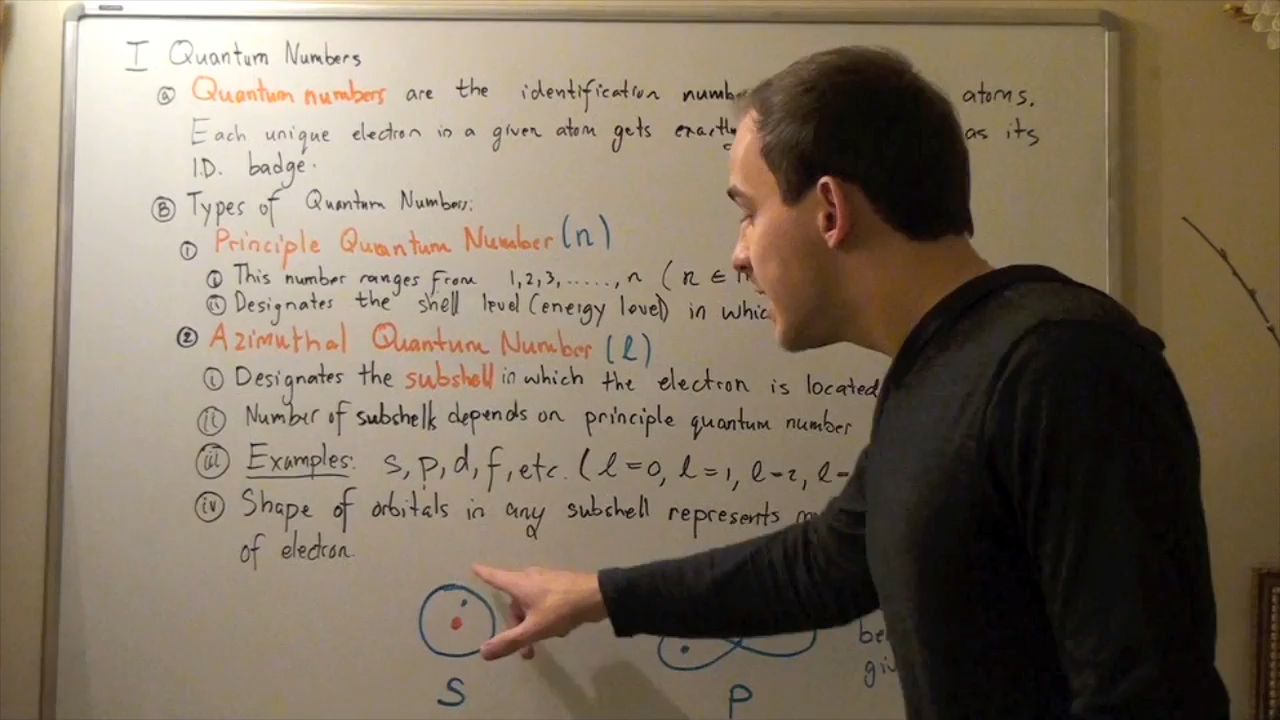 I Quantum Numbers
a Quantum numbers are the identification atoms.
Each unique electron in a given atom gets exactly as its
I.D. badge.
B Types of Quantum Numbers:
1 Principle Quantum Number (n)
i This number ranges from 1, 2, 3, ....., n (n ∈
ii Designates the shell level (energy level) in which
2 Azimuthal Quantum Number (l)
i Designates the subshell in which the electron is located
ii Number of subshells depends on principle quantum number
iii Examples: s, p, d, f, etc. (l=0, l=1, l=2, l=
iv Shape of orbitals in any subshell represents
of electron.
S
P